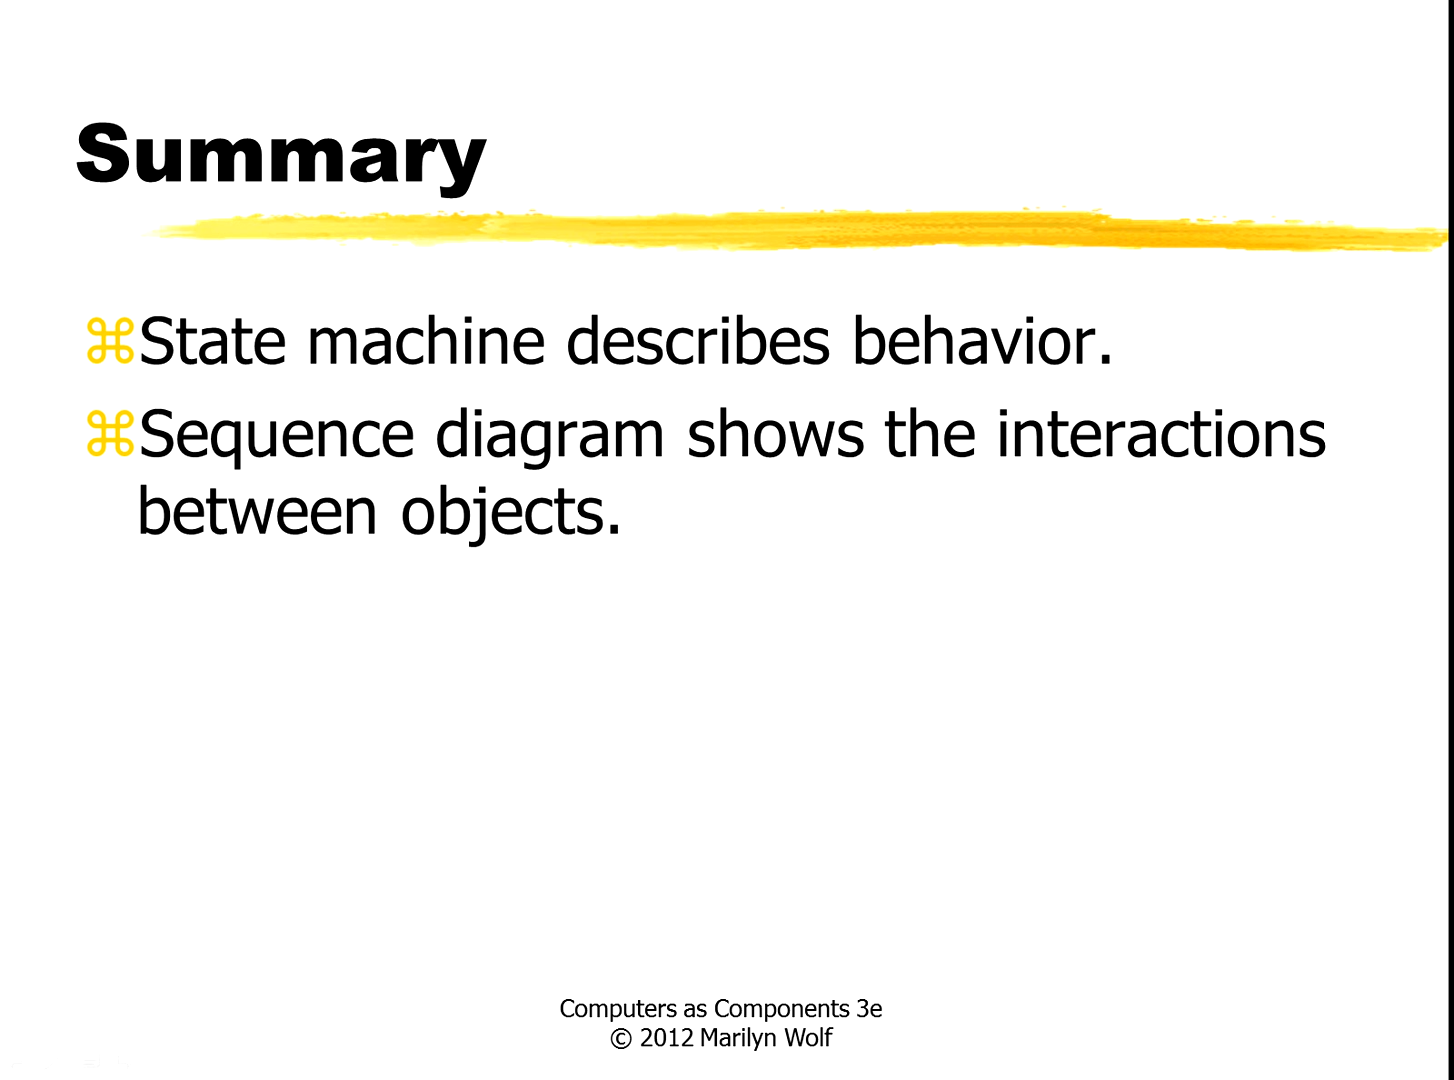 Summary
⌘State machine describes behavior.
⌘Sequence diagram shows the interactions
between objects.
Computers as Components 3e
© 2012 Marilyn Wolf